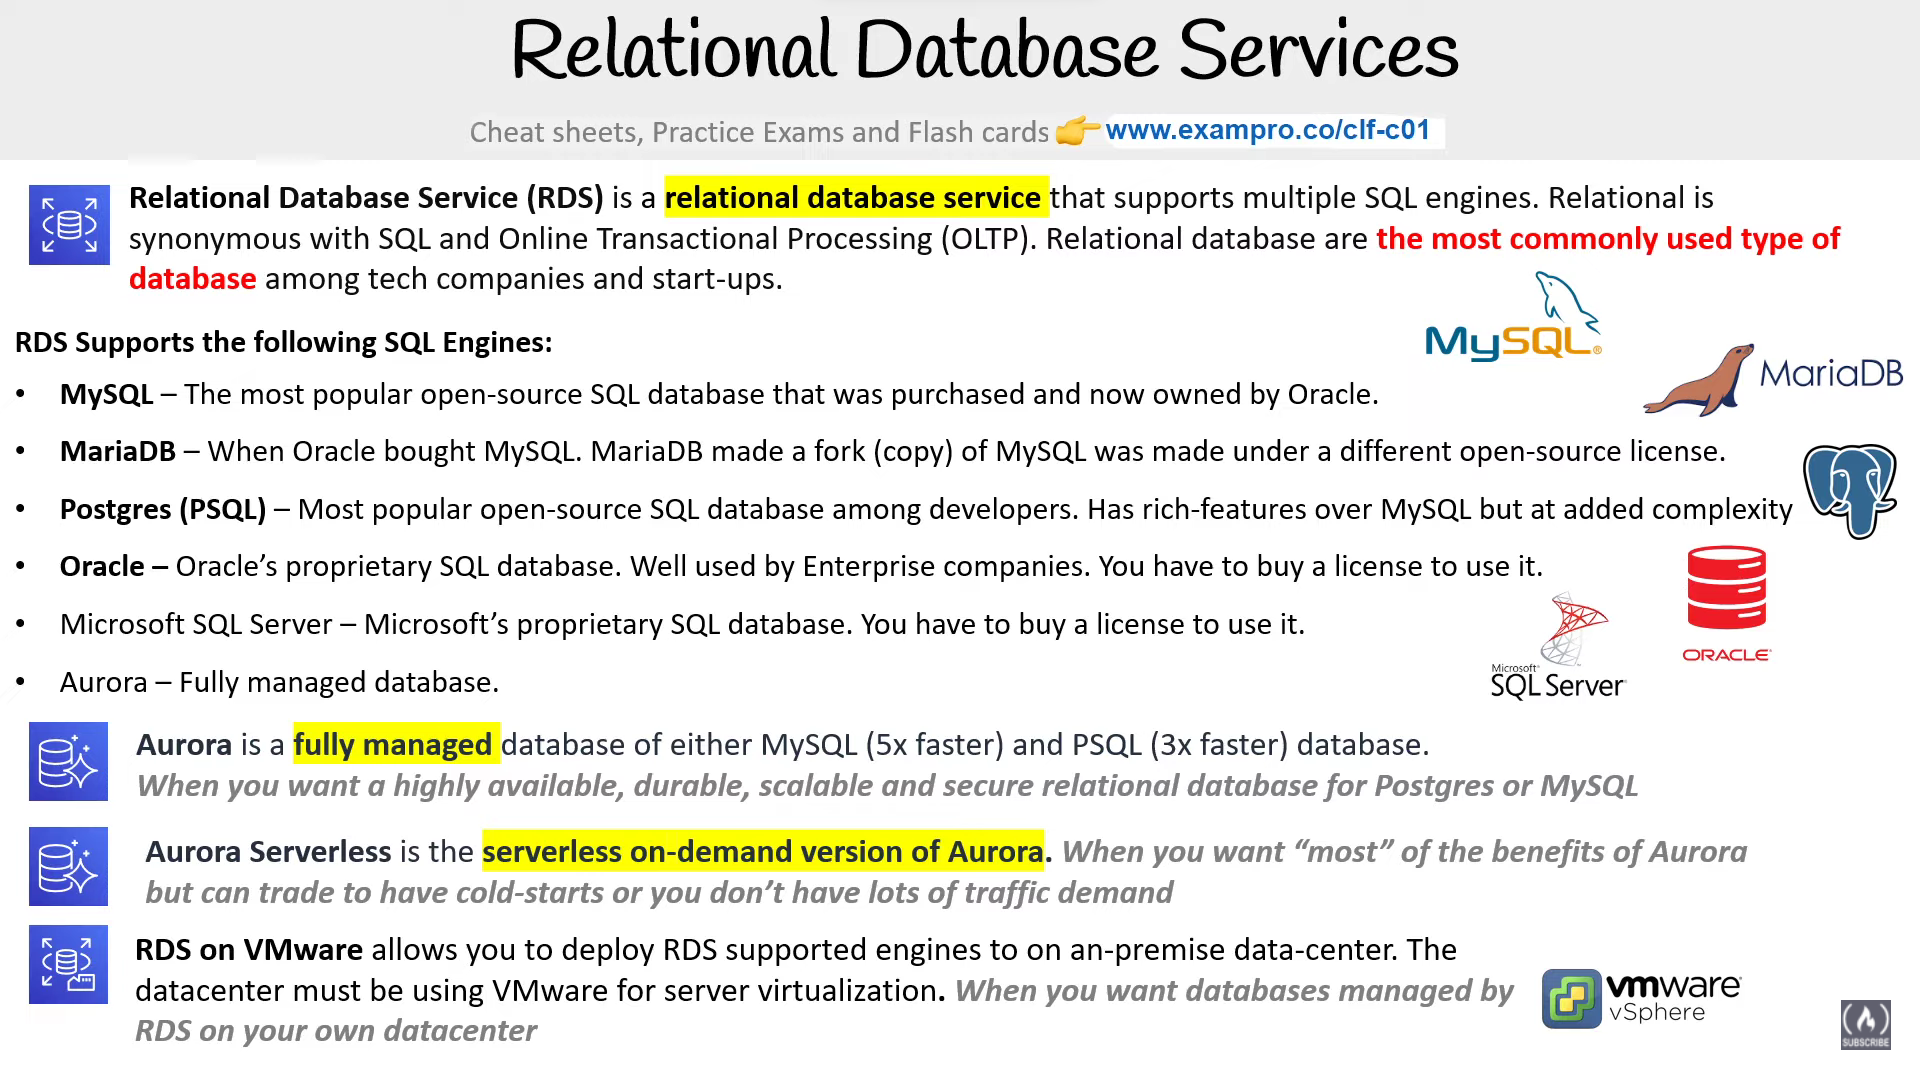 Relational Database Services
Cheat sheets, Practice Exams and Flash cards 👉 www.exampro.co/clf-c01
Relational Database Service (RDS) is a relational database service that supports multiple SQL engines. Relational is
synonymous with SQL and Online Transactional Processing (OLTP). Relational database are the most commonly used type of
database among tech companies and start-ups.
RDS Supports the following SQL Engines:
• MySQL – The most popular open-source SQL database that was purchased and now owned by Oracle.
• MariaDB – When Oracle bought MySQL. MariaDB made a fork (copy) of MySQL was made under a different open-source license.
• Postgres (PSQL) – Most popular open-source SQL database among developers. Has rich-features over MySQL but at added complexity
• Oracle – Oracle’s proprietary SQL database. Well used by Enterprise companies. You have to buy a license to use it.
• Microsoft SQL Server – Microsoft’s proprietary SQL database. You have to buy a license to use it.
• Aurora – Fully managed database.
MySQL®
MariaDB
ORACLE®
Microsoft®
SQL Server®
Aurora is a fully managed database of either MySQL (5x faster) and PSQL (3x faster) database.
When you want a highly available, durable, scalable and secure relational database for Postgres or MySQL
Aurora Serverless is the serverless on-demand version of Aurora. When you want “most” of the benefits of Aurora
but can trade to have cold-starts or you don’t have lots of traffic demand
RDS on VMware allows you to deploy RDS supported engines to on an-premise data-center. The
datacenter must be using VMware for server virtualization. When you want databases managed by
RDS on your own datacenter
vmware®
vSphere
SUBSCRIBE